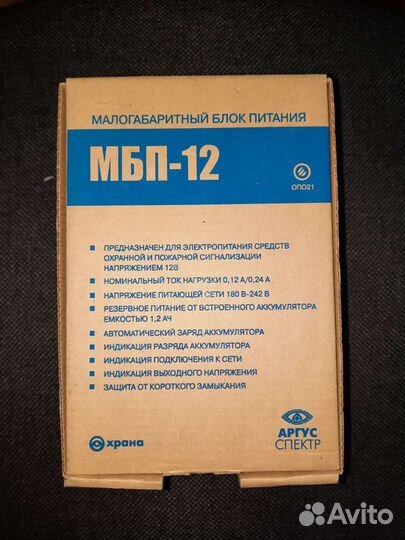 МАЛОГАБАРИТНЫЙ БЛОК ПИТАНИЯ
МБП-12
ОП021
ПРЕДНАЗНАЧЕН ДЛЯ ЭЛЕКТРОПИТАНИЯ СРЕДСТВ
ОХРАННОЙ И ПОЖАРНОЙ СИГНАЛИЗАЦИИ
НАПРЯЖЕНИЕМ 12В
НОМИНАЛЬНЫЙ ТОК НАГРУЗКИ 0,12 А/0,24 А
НАПРЯЖЕНИЕ ПИТАЮЩЕЙ СЕТИ 180 В-242 В
РЕЗЕРВНОЕ ПИТАНИЕ ОТ ВСТРОЕННОГО АККУМУЛЯТОРА
ЕМКОСТЬЮ 1,2 АЧ
АВТОМАТИЧЕСКИЙ ЗАРЯД АККУМУЛЯТОРА
ИНДИКАЦИЯ РАЗРЯДА АККУМУЛЯТОРА
ИНДИКАЦИЯ ПОДКЛЮЧЕНИЯ К СЕТИ
ИНДИКАЦИЯ ВЫХОДНОГО НАПРЯЖЕНИЯ
ЗАЩИТА ОТ КОРОТКОГО ЗАМЫКАНИЯ
храна
АРГУС
СПЕКТР
Avito